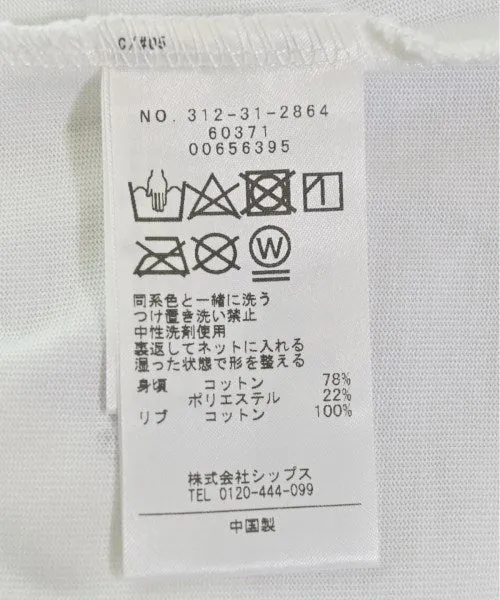 C/#05
NO. 312-31-2864
60371
00656395
W
同系色と一緒に洗う
つけ置き洗い禁止
中性洗剤使用
裏返してネットに入れる
湿った状態で形を整える
身頃 コットン 78%
ポリエステル 22%
リブ コットン 100%
株式会社シップス
TEL 0120-444-099
中国製